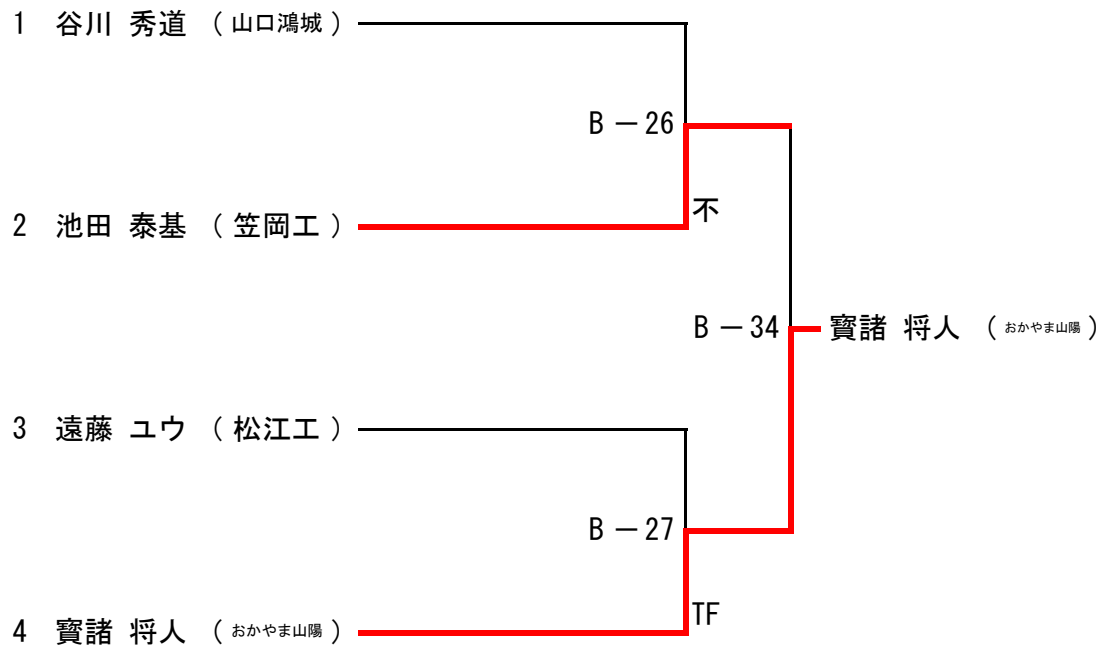 1 谷川 秀道 （ 山口鴻城 ）
B － 26
2 池田 泰基 （ 笠岡工 ）
不
B － 34
寳諸 将人 （ おかやま山陽 ）
3 遠藤 ユウ （ 松江工 ）
B － 27
4 寳諸 将人 （ おかやま山陽 ）
TF